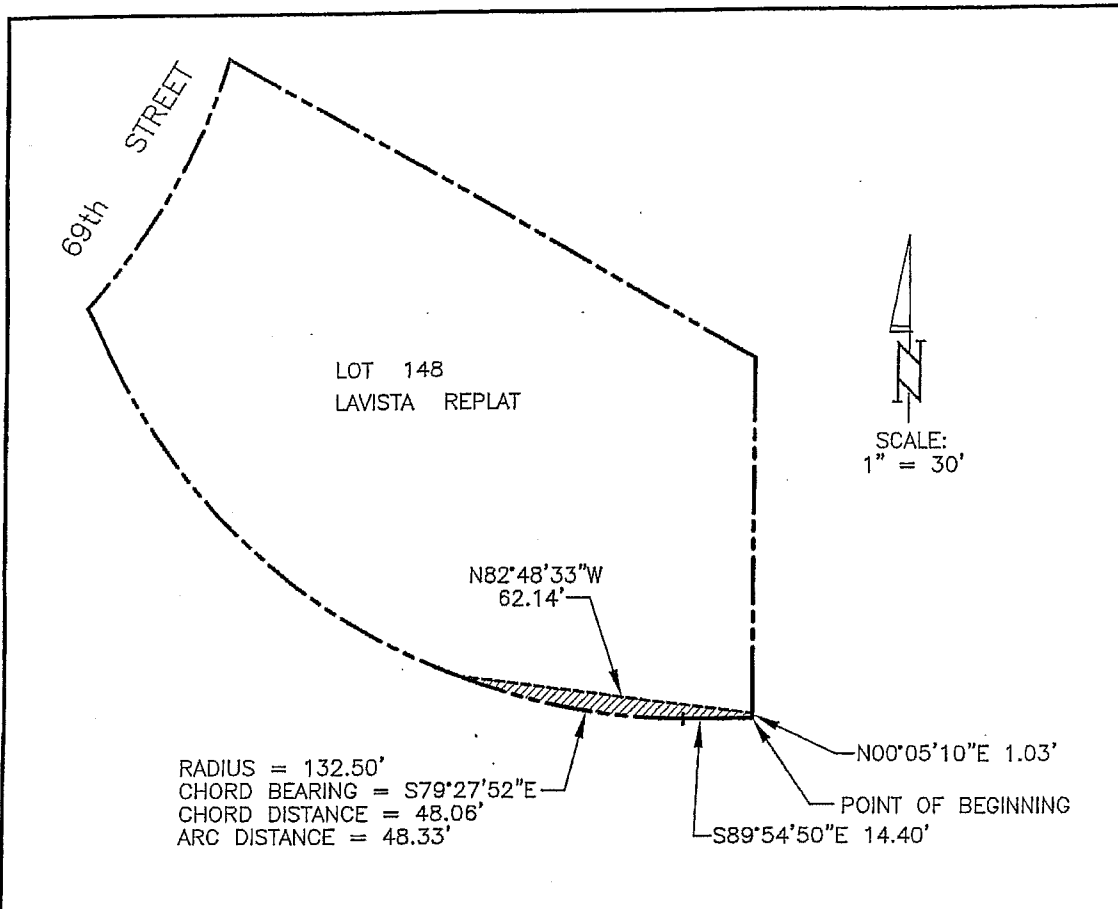 69th STREET
LOT 148
LAVISTA REPLAT
N
SCALE:
1" = 30'
N82°48'33"W
62.14'
N00°05'10"E 1.03'
POINT OF BEGINNING
S89°54'50"E 14.40'
RADIUS = 132.50'
CHORD BEARING = S79°27'52"E
CHORD DISTANCE = 48.06'
ARC DISTANCE = 48.33'